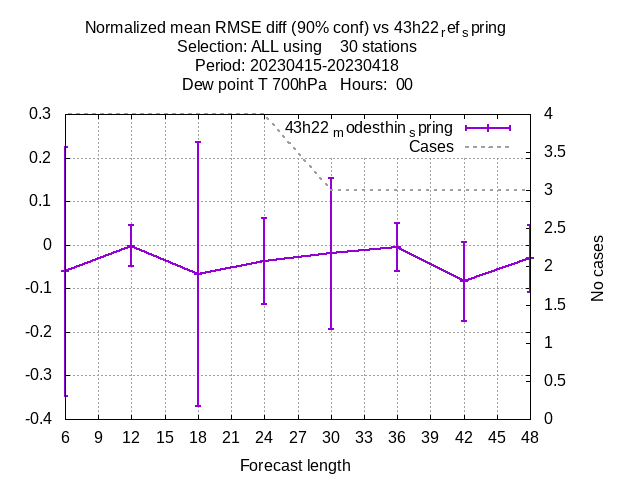 Normalized mean RMSE diff (90% conf) vs 43h22refspring
Selection: ALL using 30 stations
Period: 20230415-20230418
Dew point T 700hPa Hours: 00
43h22modesthinspring
Cases
0.3
0.2
0.1
0
-0.1
-0.2
-0.3
-0.4
4
3.5
3
2.5
2
1.5
1
0.5
0
No cases
6 9 12 15 18 21 24 27 30 33 36 39 42 45 48
Forecast length